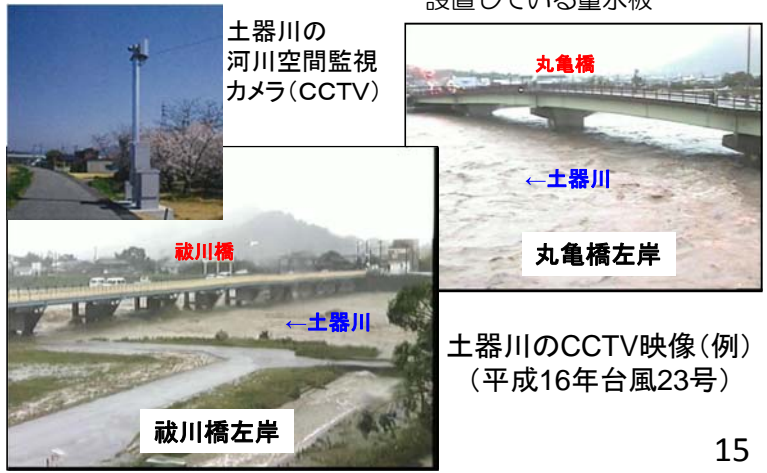 設置している量水板
土器川の
河川空間監視
カメラ（CCTV）
丸亀橋
←土器川
丸亀橋左岸
祓川橋
←土器川
祓川橋左岸
土器川のCCTV映像（例）
（平成16年台風23号）
15